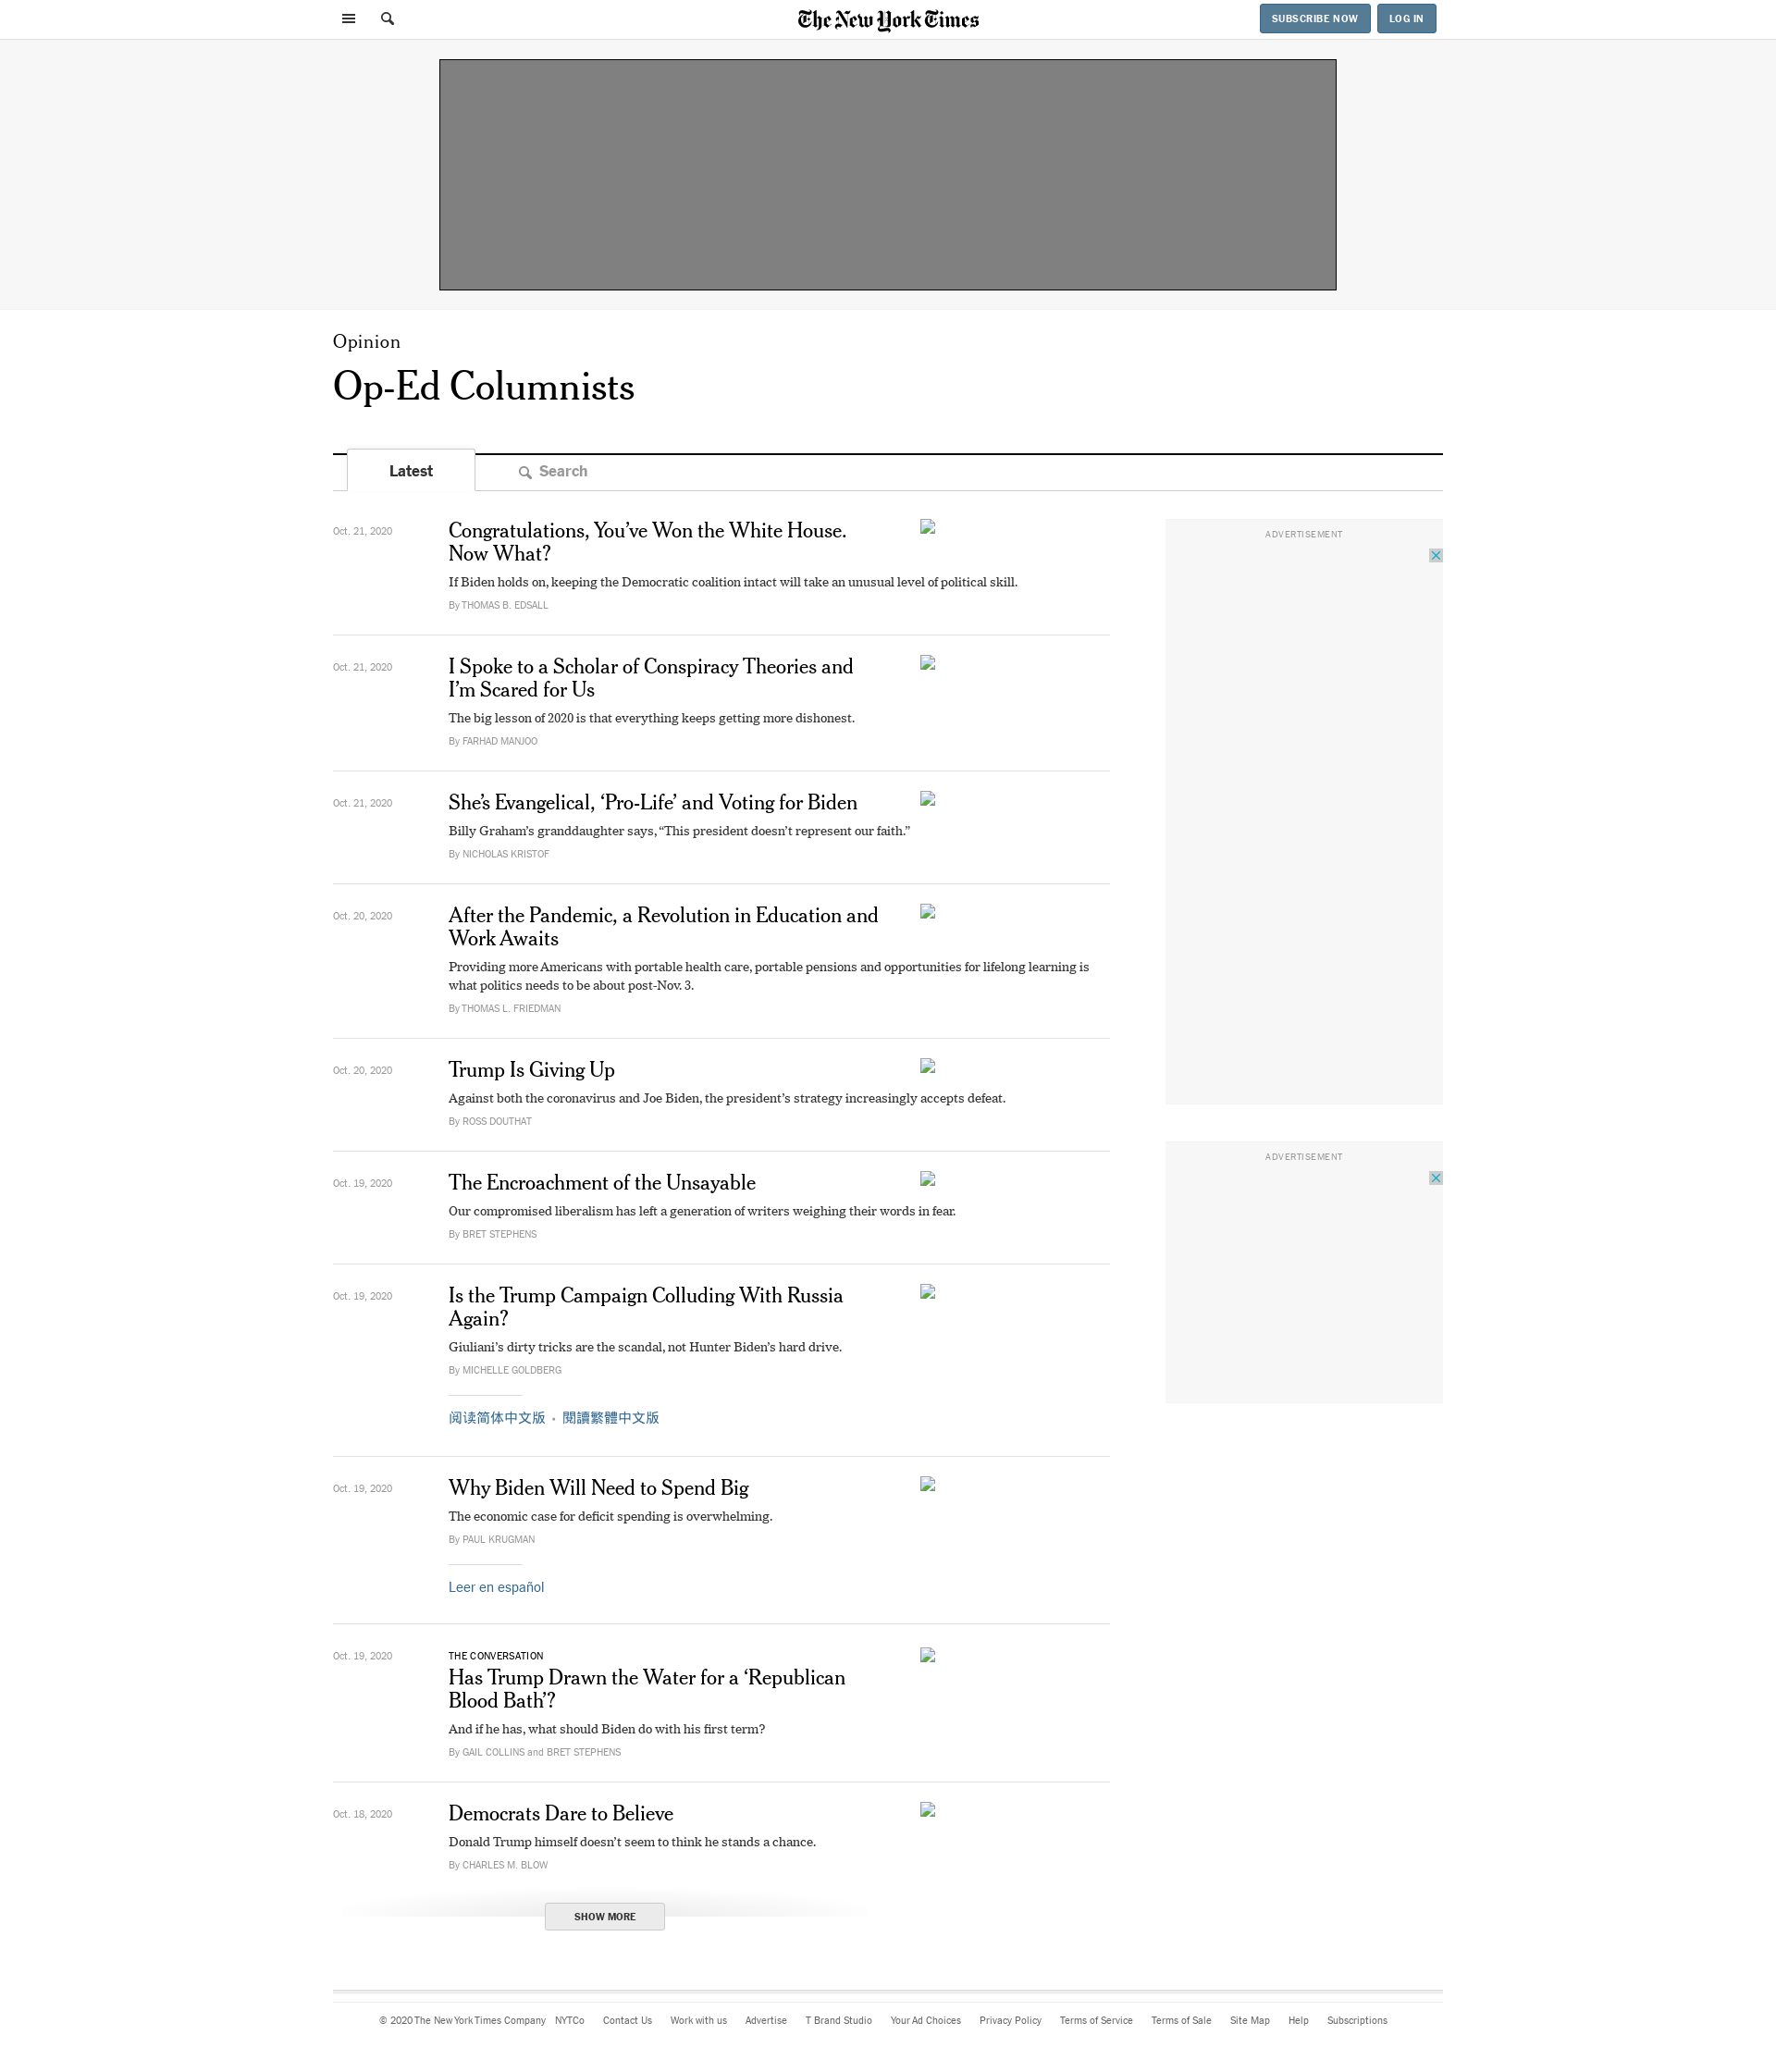 The New York Times
SUBSCRIBE NOW
LOG IN
Opinion
Op-Ed Columnists
Latest
Search
Oct. 21, 2020
Congratulations, You’ve Won the White House.
Now What?
If Biden holds on, keeping the Democratic coalition intact will take an unusual level of political skill.
By THOMAS B. EDSALL
Oct. 21, 2020
I Spoke to a Scholar of Conspiracy Theories and
I’m Scared for Us
The big lesson of 2020 is that everything keeps getting more dishonest.
By FARHAD MANJOO
Oct. 21, 2020
She’s Evangelical, ‘Pro-Life’ and Voting for Biden
Billy Graham’s granddaughter says, “This president doesn’t represent our faith.”
By NICHOLAS KRISTOF
Oct. 20, 2020
After the Pandemic, a Revolution in Education and
Work Awaits
Providing more Americans with portable health care, portable pensions and opportunities for lifelong learning is
what politics needs to be about post-Nov. 3.
By THOMAS L. FRIEDMAN
Oct. 20, 2020
Trump Is Giving Up
Against both the coronavirus and Joe Biden, the president’s strategy increasingly accepts defeat.
By ROSS DOUTHAT
Oct. 19, 2020
The Encroachment of the Unsayable
Our compromised liberalism has left a generation of writers weighing their words in fear.
By BRET STEPHENS
Oct. 19, 2020
Is the Trump Campaign Colluding With Russia
Again?
Giuliani’s dirty tricks are the scandal, not Hunter Biden’s hard drive.
By MICHELLE GOLDBERG
阅读简体中文版 • 閱讀繁體中文版
Oct. 19, 2020
Why Biden Will Need to Spend Big
The economic case for deficit spending is overwhelming.
By PAUL KRUGMAN
Leer en español
Oct. 19, 2020
THE CONVERSATION
Has Trump Drawn the Water for a ‘Republican
Blood Bath’?
And if he has, what should Biden do with his first term?
By GAIL COLLINS and BRET STEPHENS
Oct. 18, 2020
Democrats Dare to Believe
Donald Trump himself doesn’t seem to think he stands a chance.
By CHARLES M. BLOW
SHOW MORE
ADVERTISEMENT
ADVERTISEMENT
© 2020 The New York Times Company NYTCo Contact Us Work with us Advertise T Brand Studio Your Ad Choices Privacy Policy Terms of Service Terms of Sale Site Map Help Subscriptions